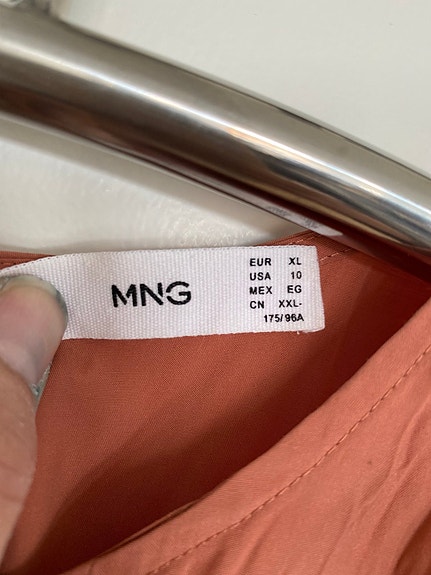 MNG
EUR XL
USA 10
MEX EG
CN XXL-
175/96A